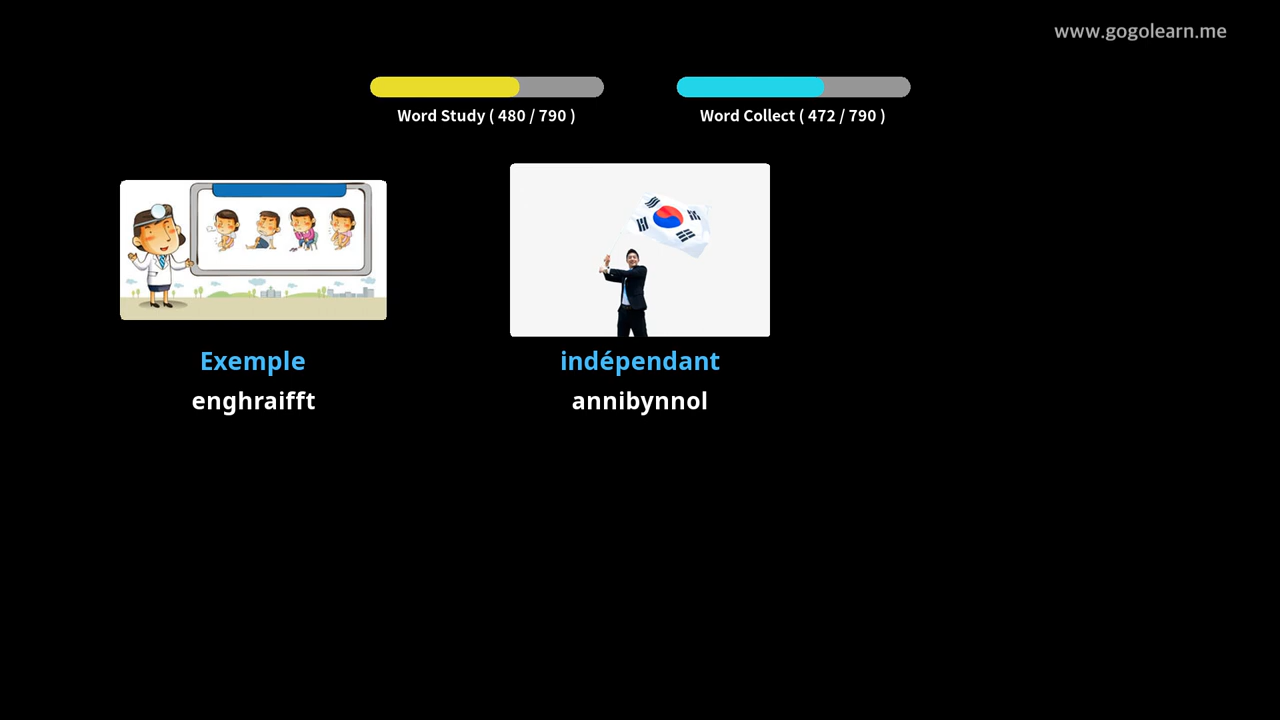 www.gogolearn.me
Word Study ( 480 / 790 )
Word Collect ( 472 / 790 )
Exemple
enghraifft
indépendant
annibynnol